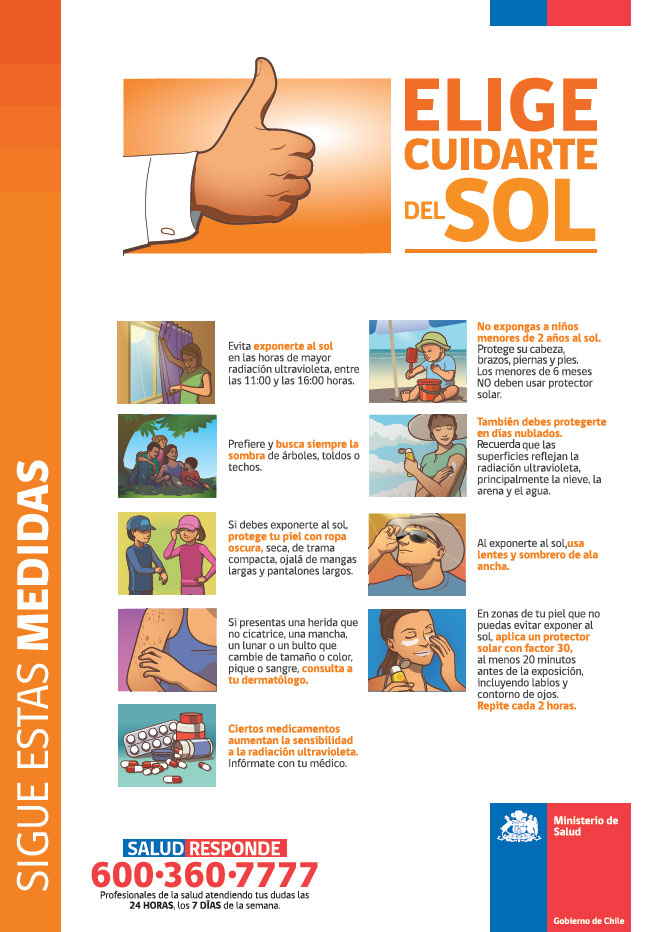 ELIGE
CUIDARTE
DEL SOL
SIGUE ESTAS MEDIDAS
Evita exponerte al sol
en las horas de mayor
radiación ultravioleta, entre
las 11:00 y las 16:00 horas.
Prefiere y busca siempre la
sombra de árboles, toldos o
techos.
Si debes exponerte al sol,
protege tu piel con ropa
oscura, seca, de trama
compacta, ojalá de mangas
largas y pantalones largos.
Si presentas una herida que
no cicatrice, una mancha,
un lunar o un bulto que
cambie de tamaño o color,
pique o sangre, consulta a
tu dermatólogo.
Ciertos medicamentos
aumentan la sensibilidad
a la radiación ultravioleta.
Infórmate con tu médico.
No expongas a niños
menores de 2 años al sol.
Protege su cabeza,
brazos, piernas y pies.
Los menores de 6 meses
NO deben usar protector
solar.
También debes protegerte
en días nublados.
Recuerda que las
superficies reflejan la
radiación ultravioleta,
principalmente la nieve, la
arena y el agua.
Al exponerte al sol,usa
lentes y sombrero de ala
ancha.
En zonas de tu piel que no
puedas evitar exponer al
sol, aplica un protector
solar con factor 30,
al menos 20 minutos
antes de la exposición,
incluyendo labios y
contorno de ojos.
Repite cada 2 horas.
SALUD RESPONDE
600•360•7777
Profesionales de la salud atendiendo tus dudas las
24 HORAS, los 7 DÍAS de la semana.
Ministerio de
Salud
Gobierno de Chile